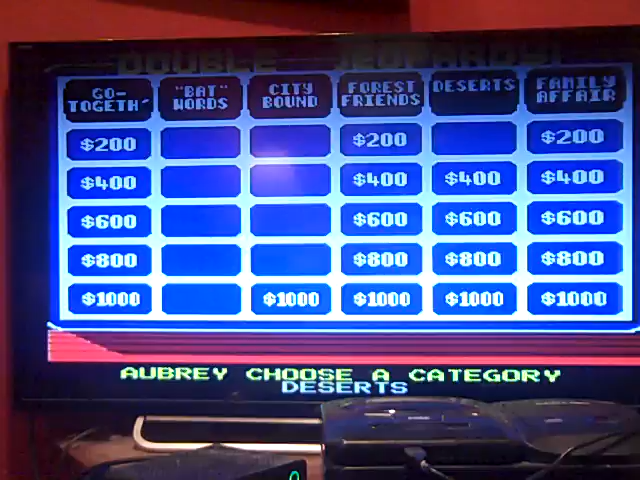 DOUBLE JEOPARDY!
GO-TOGETH' "BAT" WORDS CITY BOUND FOREST FRIENDS DESERTS FAMILY AFFAIR
$200 $200 $200
$400 $400 $400 $400
$600 $600 $600 $600
$800 $800 $800 $800
$1000 $1000 $1000 $1000 $1000
AUBREY CHOOSE A CATEGORY
DESERTS